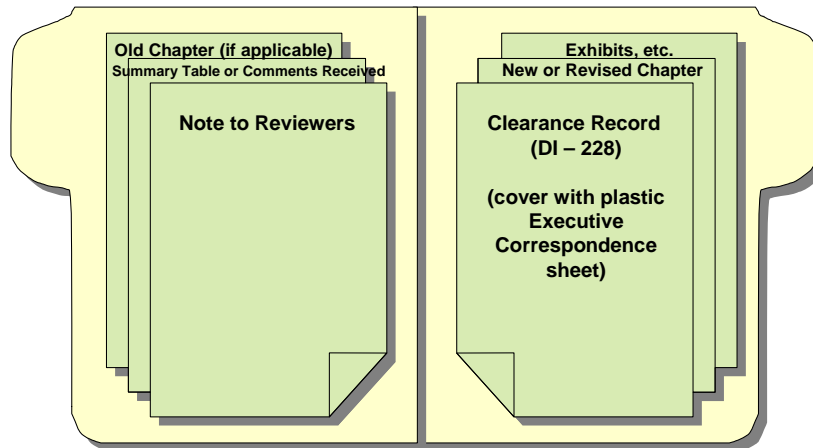 Old Chapter (if applicable)
Summary Table or Comments Received
Note to Reviewers
Exhibits, etc.
New or Revised Chapter
Clearance Record
(DI – 228)
(cover with plastic
Executive
Correspondence
sheet)